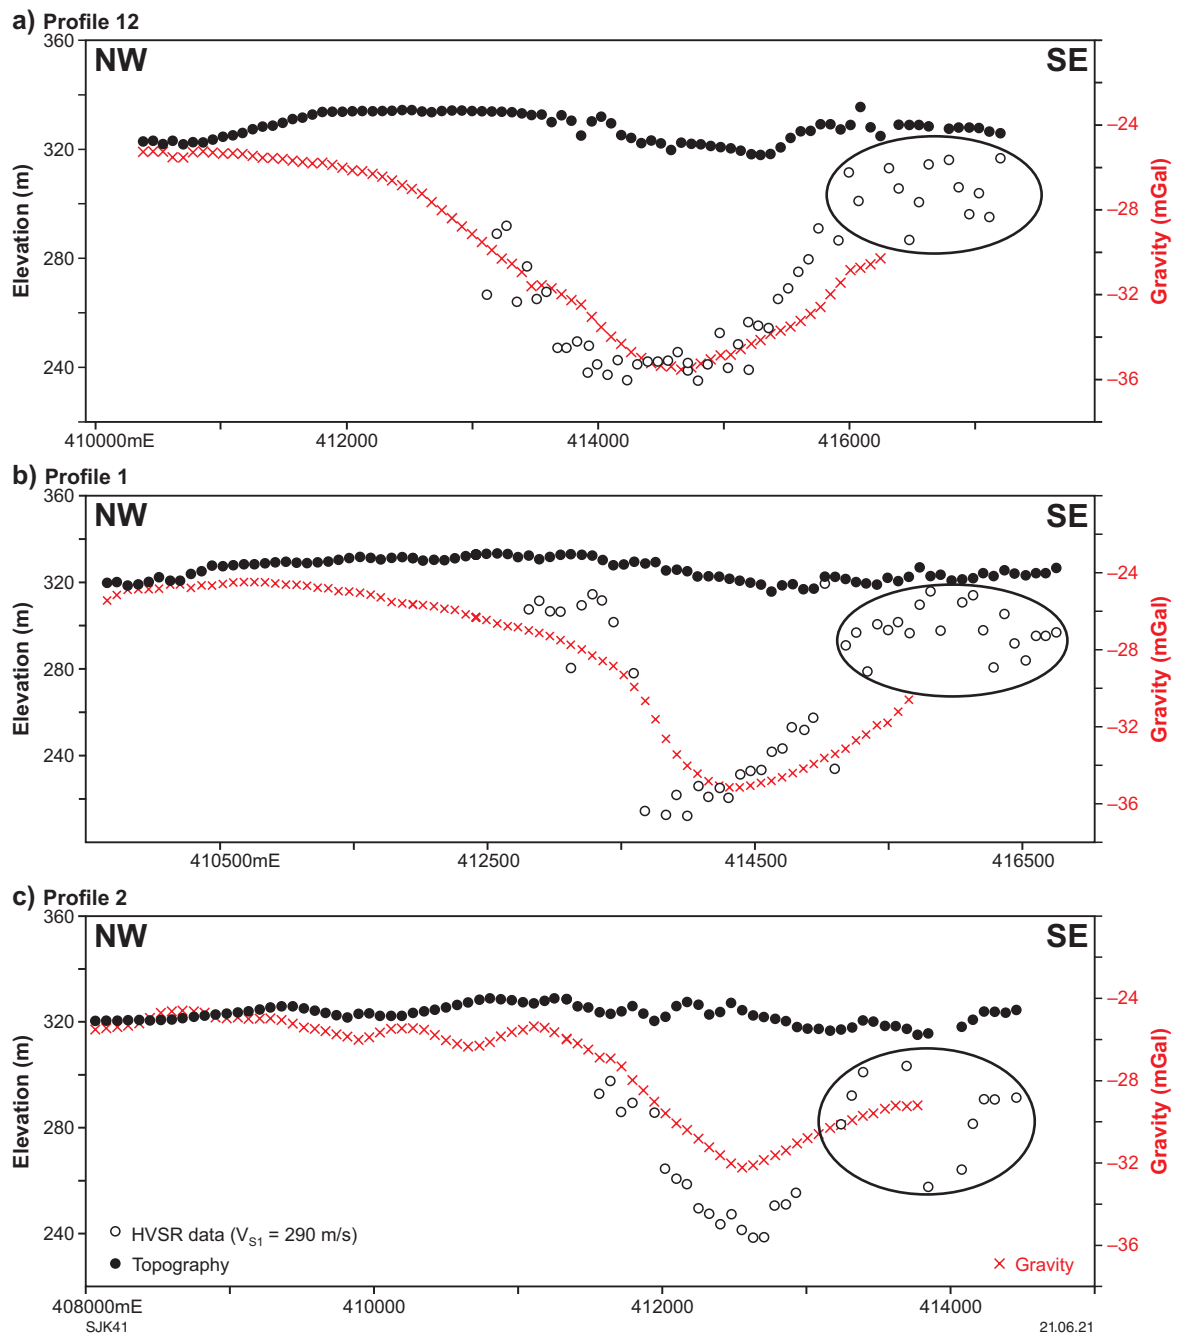 a) Profile 12
NW
SE
360
320
280
240
Elevation (m)
−24
−28
−32
−36
Gravity (mGal)
410000mE
412000
414000
416000
b) Profile 1
NW
SE
360
320
280
240
Elevation (m)
−24
−28
−32
−36
Gravity (mGal)
410500mE
412500
414500
416500
c) Profile 2
NW
SE
360
320
280
240
Elevation (m)
−24
−28
−32
−36
Gravity (mGal)
HVSR data (VS1 = 290 m/s)
Topography
Gravity
408000mE
410000
412000
414000
SJK41
21.06.21